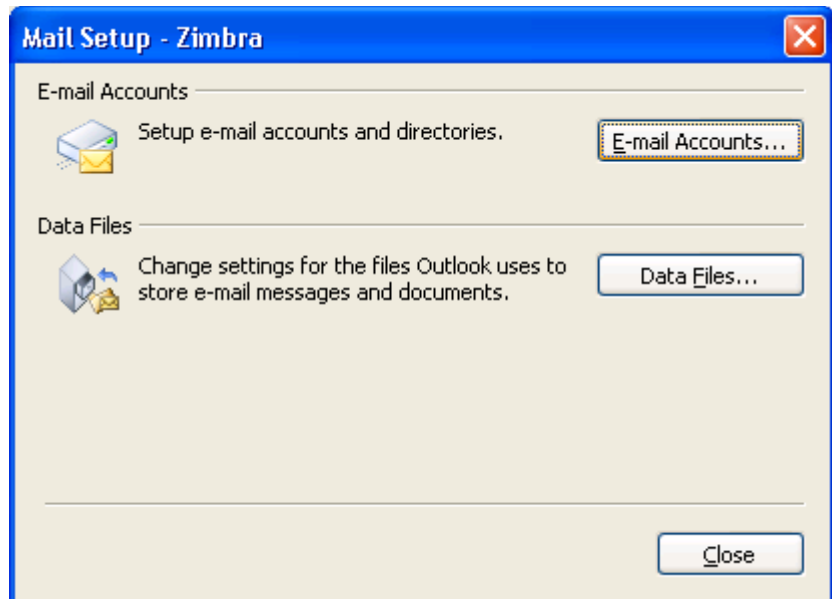 Mail Setup - Zimbra
E-mail Accounts
Setup e-mail accounts and directories.
E-mail Accounts...
Data Files
Change settings for the files Outlook uses to
store e-mail messages and documents.
Data Files...
Close